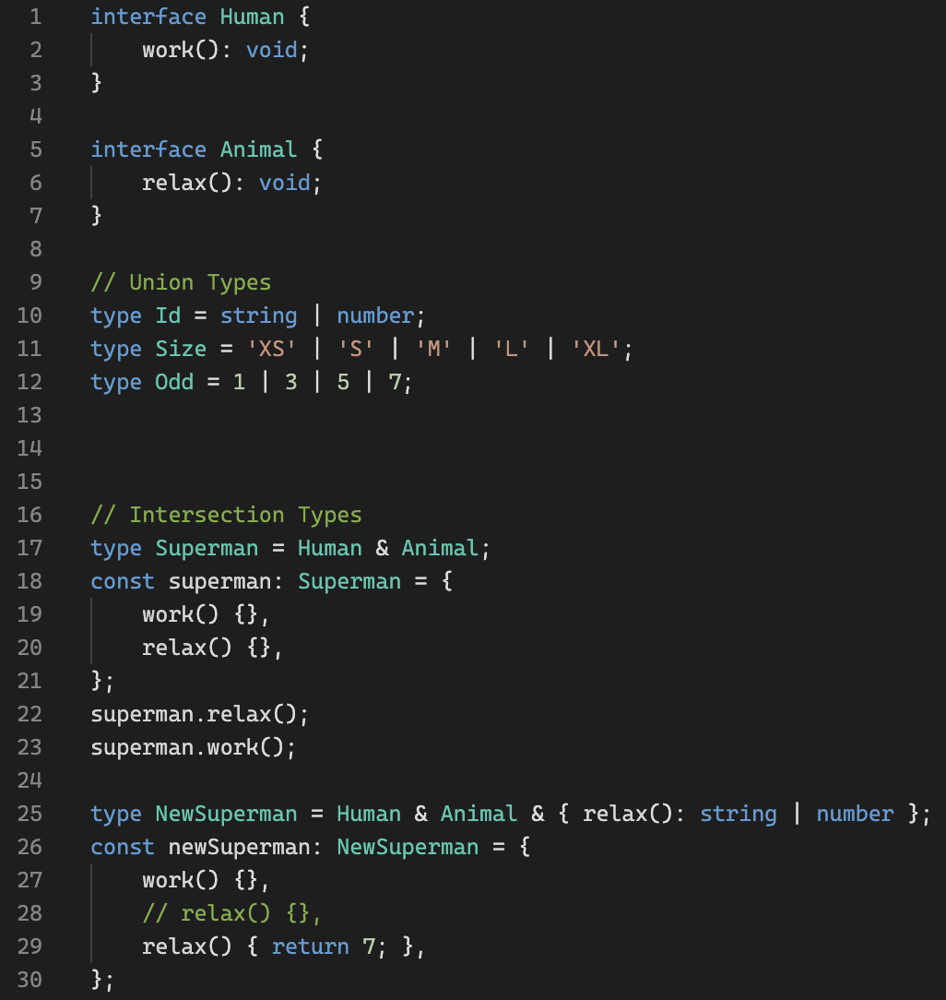 1 interface Human {
2 work(): void;
3 }
4
5 interface Animal {
6 relax(): void;
7 }
8
9 // Union Types
10 type Id = string | number;
11 type Size = 'XS' | 'S' | 'M' | 'L' | 'XL';
12 type Odd = 1 | 3 | 5 | 7;
13
14
15
16 // Intersection Types
17 type Superman = Human & Animal;
18 const superman: Superman = {
19 work() {},
20 relax() {},
21 };
22 superman.relax();
23 superman.work();
24
25 type NewSuperman = Human & Animal & { relax(): string | number };
26 const newSuperman: NewSuperman = {
27 work() {},
28 // relax() {},
29 relax() { return 7; },
30 };